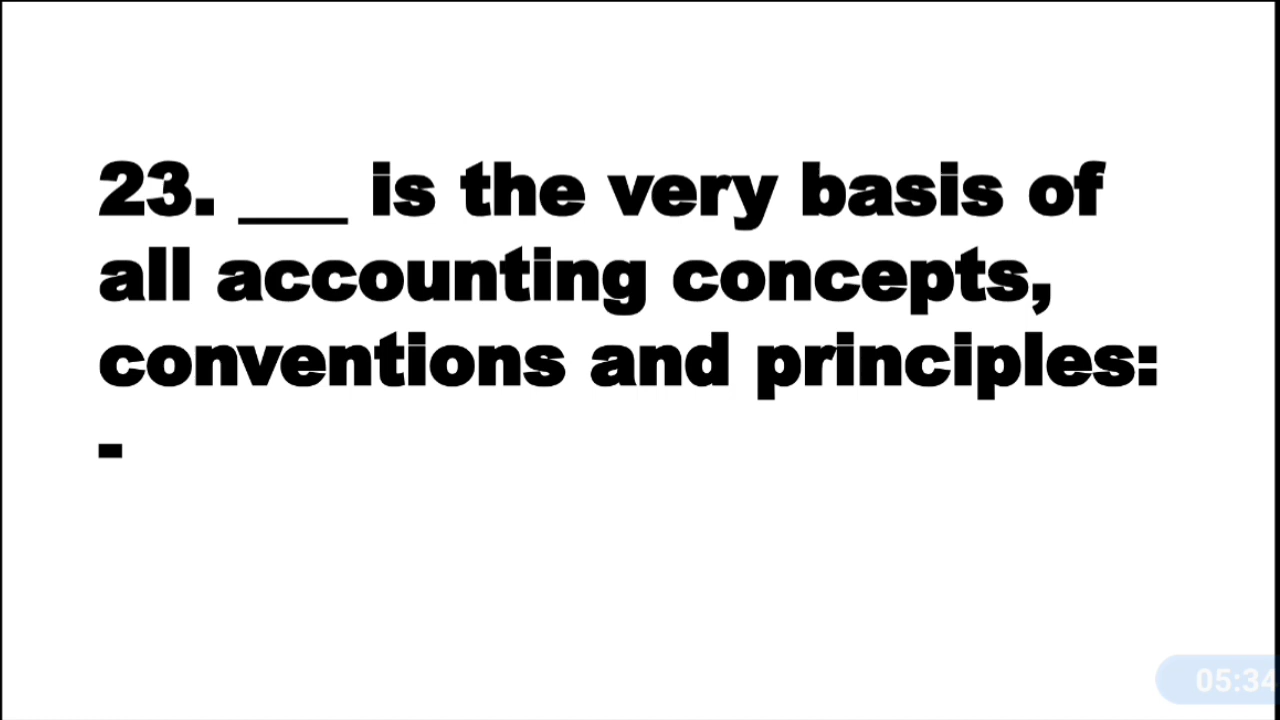 23. ___ is the very basis of
all accounting concepts,
conventions and principles:
-
05:34